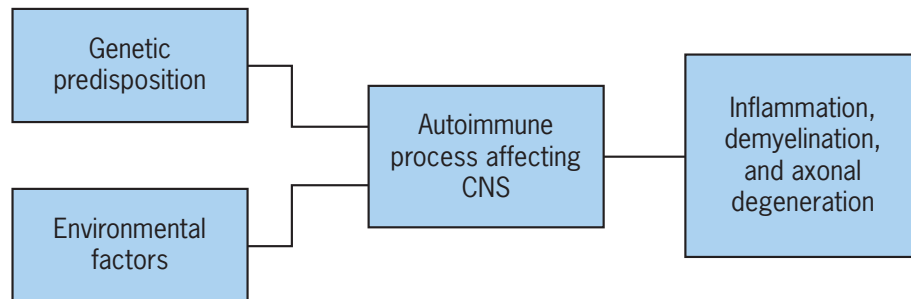 Genetic
predisposition
Environmental
factors
Autoimmune
process affecting
CNS
Inflammation,
demyelination,
and axonal
degeneration